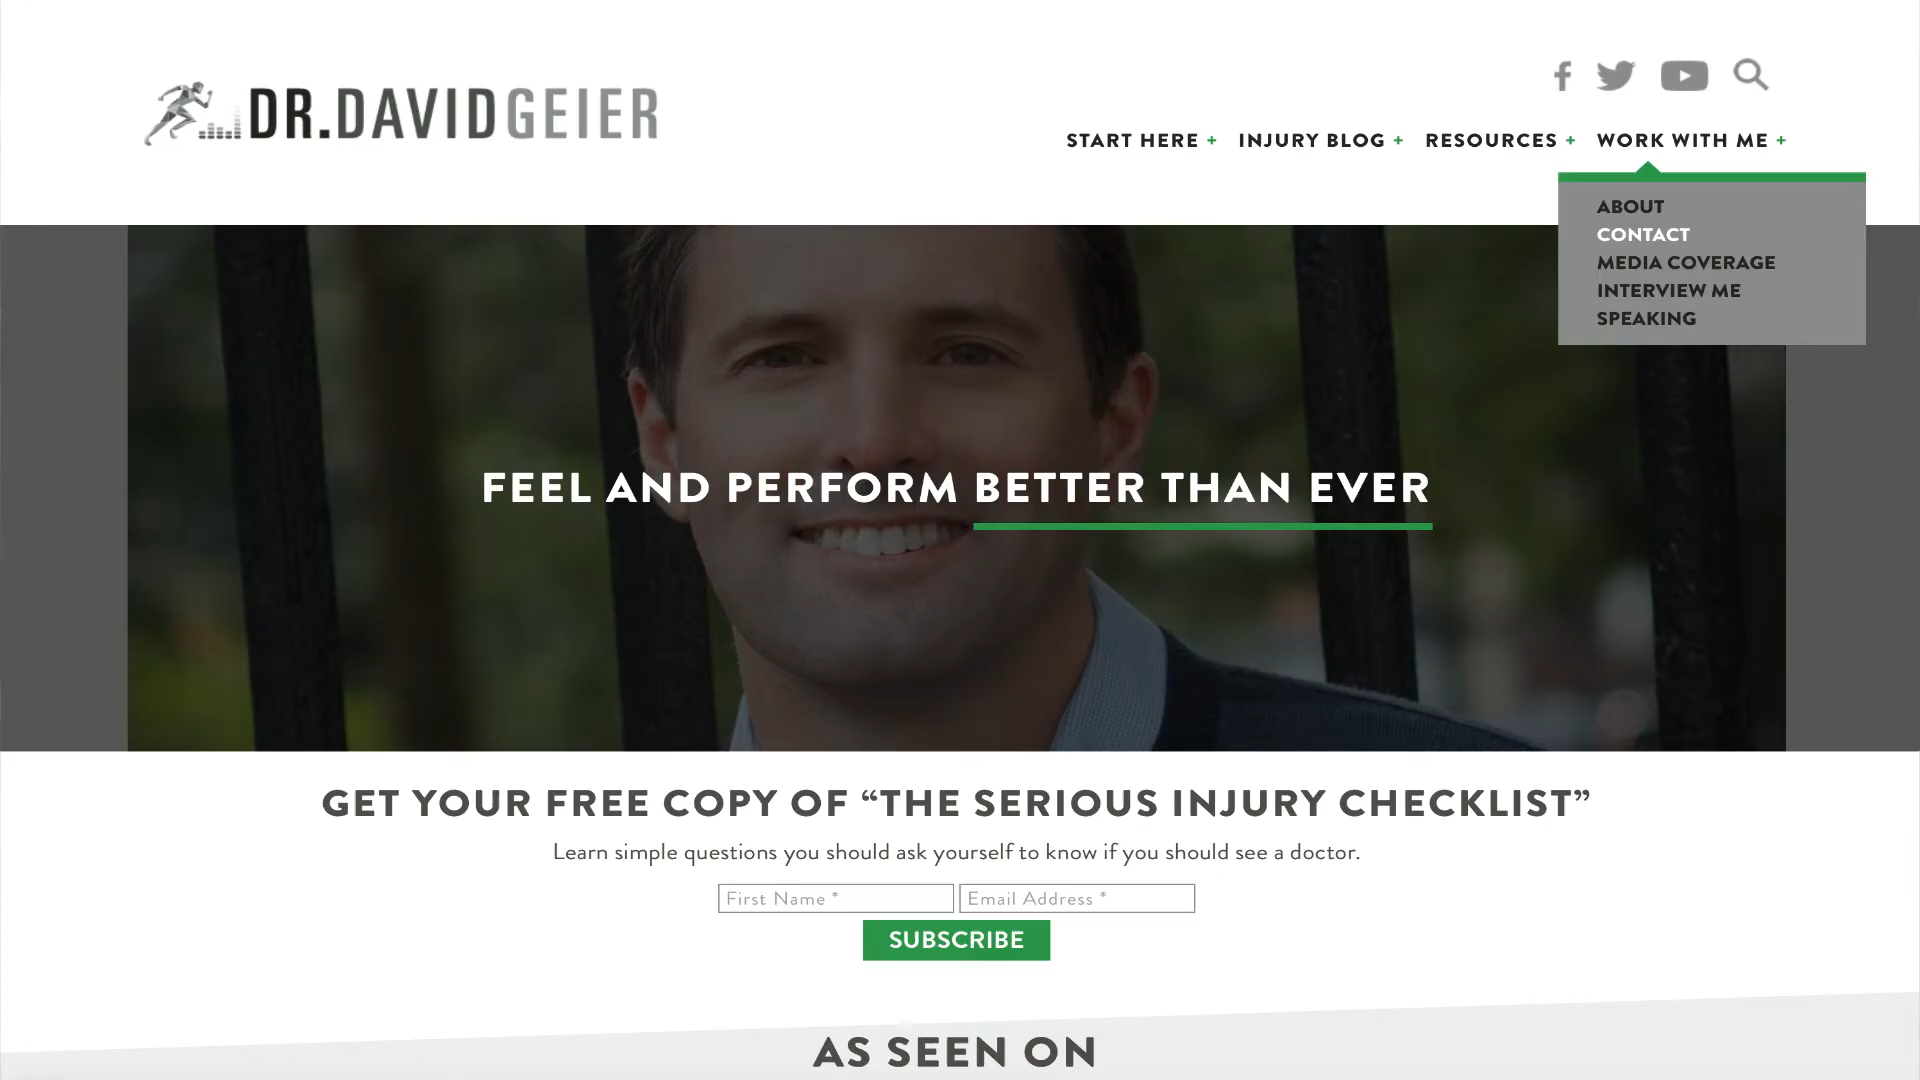 DR.DAVIDGEIER
START HERE + INJURY BLOG + RESOURCES + WORK WITH ME +
ABOUT
CONTACT
MEDIA COVERAGE
INTERVIEW ME
SPEAKING
FEEL AND PERFORM BETTER THAN EVER
GET YOUR FREE COPY OF “THE SERIOUS INJURY CHECKLIST”
Learn simple questions you should ask yourself to know if you should see a doctor.
First Name * Email Address *
SUBSCRIBE
AS SEEN ON